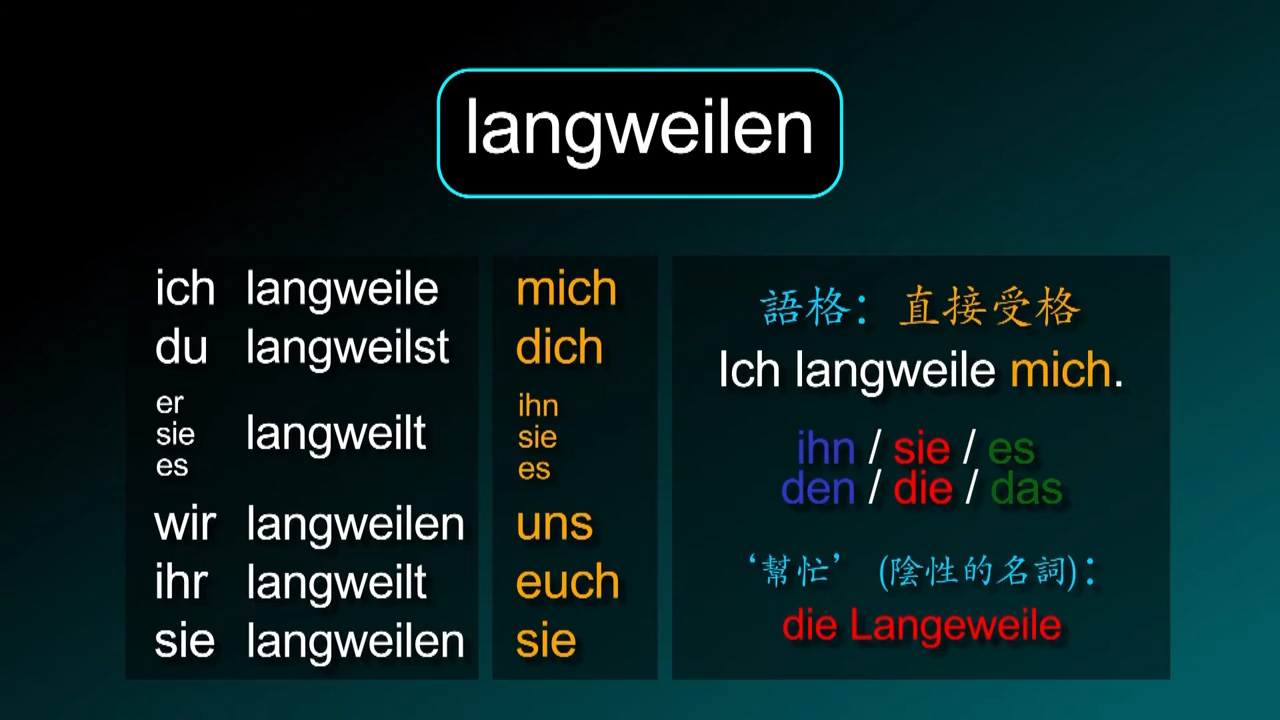 langweilen
ich langweile mich
du langweilst dich
er ihn
sie langweilt sie
es es
wir langweilen uns
ihr langweilt euch
sie langweilen sie
語格：直接受格
Ich langweile mich.
ihn / sie / es
den / die / das
‘幫忙’ (陰性的名詞)：
die Langeweile